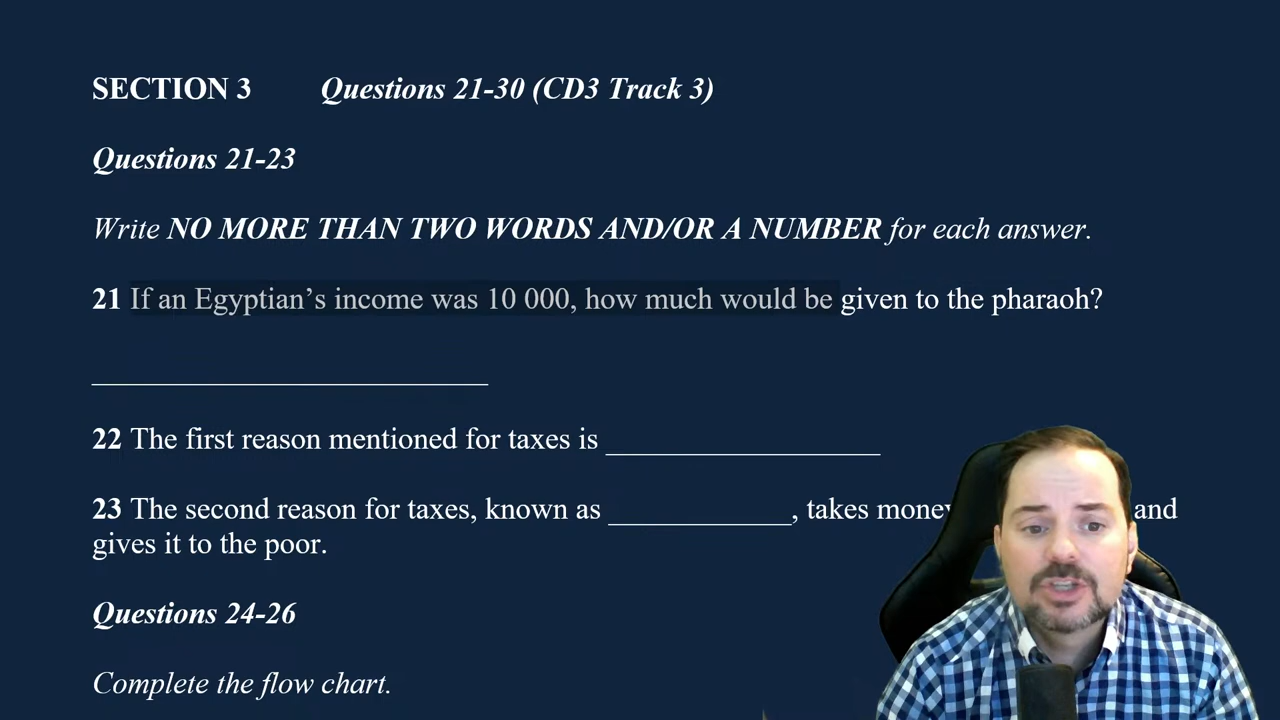 SECTION 3 Questions 21-30 (CD3 Track 3)
Questions 21-23
Write NO MORE THAN TWO WORDS AND/OR A NUMBER for each answer.
21 If an Egyptian’s income was 10 000, how much would be given to the pharaoh?
22 The first reason mentioned for taxes is ___________________
23 The second reason for taxes, known as ____________, takes money and
gives it to the poor.
Questions 24-26
Complete the flow chart.